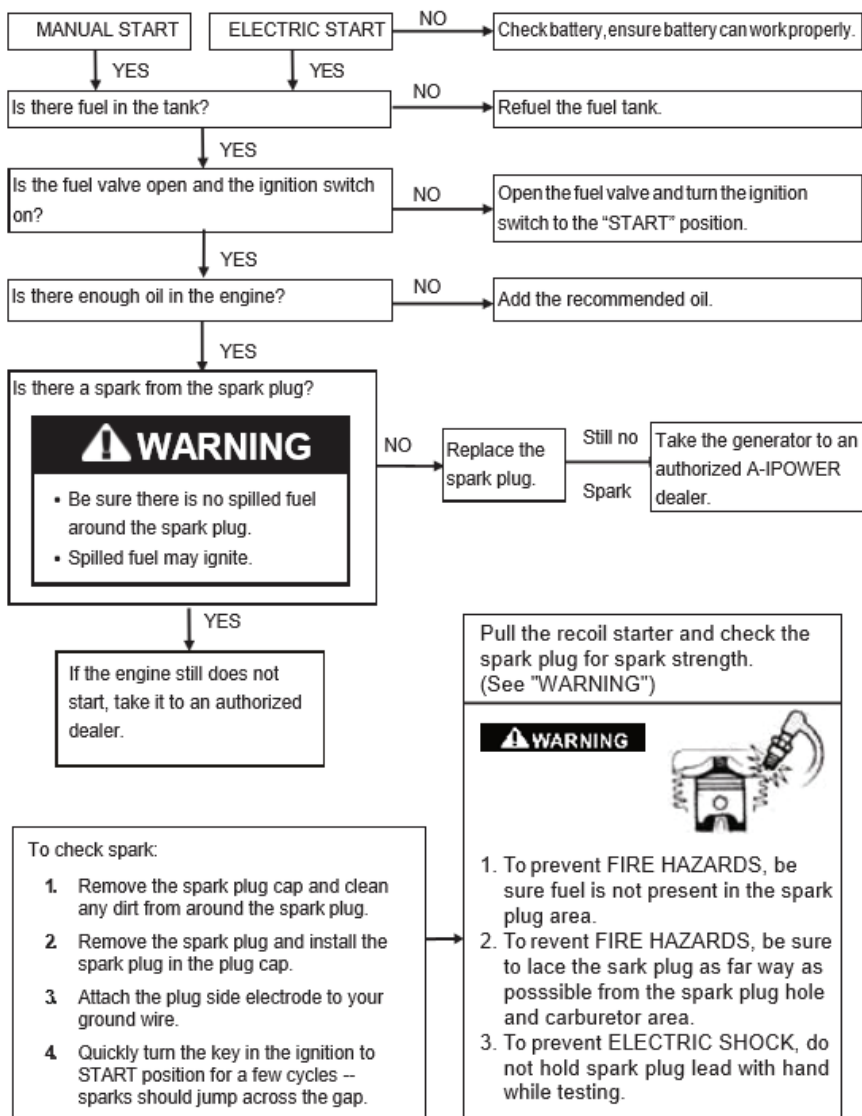 MANUAL START
ELECTRIC START
NO
Check battery, ensure battery can work properly.
YES
YES
Is there fuel in the tank?
NO
Refuel the fuel tank.
YES
Is the fuel valve open and the ignition switch
on?
NO
Open the fuel valve and turn the ignition
switch to the “START” position.
YES
Is there enough oil in the engine?
NO
Add the recommended oil.
YES
Is there a spark from the spark plug?
WARNING
• Be sure there is no spilled fuel
around the spark plug.
• Spilled fuel may ignite.
NO
Replace the
spark plug.
Still no
Spark
Take the generator to an
authorized A-IPOWER
dealer.
YES
If the engine still does not
start, take it to an authorized
dealer.
To check spark:
1. Remove the spark plug cap and clean
any dirt from around the spark plug.
2 Remove the spark plug and install the
spark plug in the plug cap.
3. Attach the plug side electrode to your
ground wire.
4. Quickly turn the key in the ignition to
START position for a few cycles --
sparks should jump across the gap.
Pull the recoil starter and check the
spark plug for spark strength.
(See "WARNING")
WARNING
1. To prevent FIRE HAZARDS, be
sure fuel is not present in the spark
plug area.
2. To revent FIRE HAZARDS, be sure
to lace the sark plug as far way as
posssible from the spark plug hole
and carburetor area.
3. To prevent ELECTRIC SHOCK, do
not hold spark plug lead with hand
while testing.